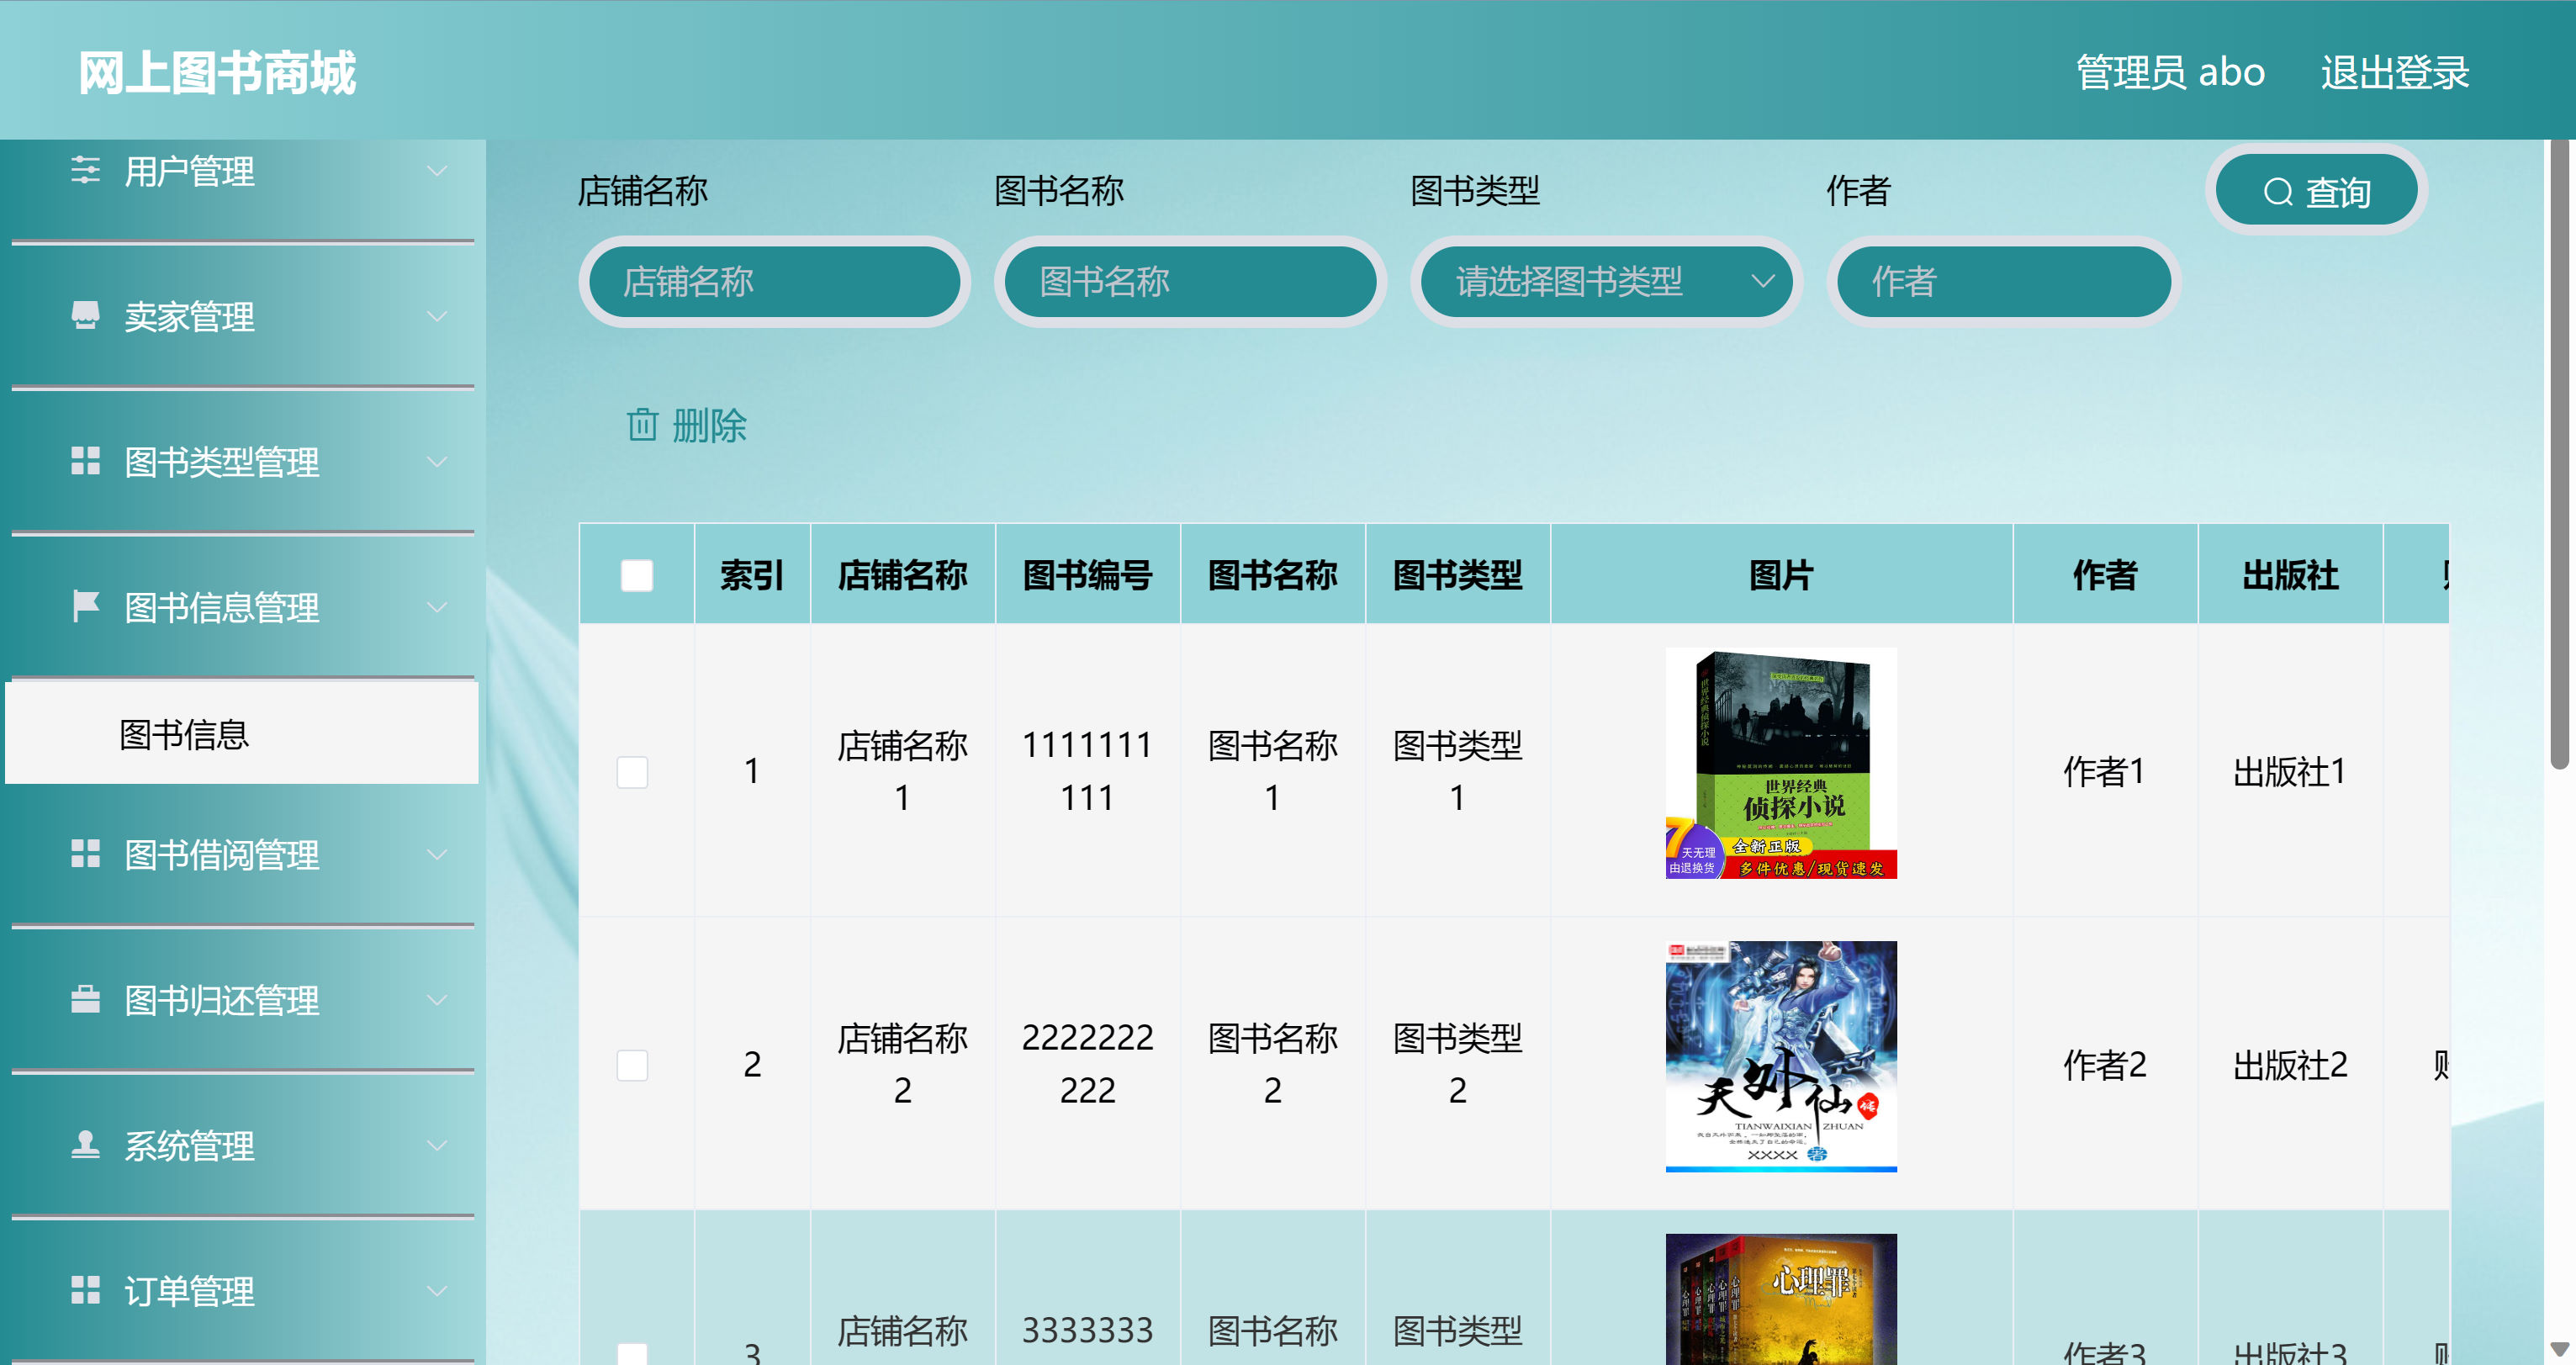 网上图书商城
管理员 abo 退出登录
用户管理
卖家管理
图书类型管理
图书信息管理
图书信息
图书借阅管理
图书归还管理
系统管理
订单管理
店铺名称 图书名称 图书类型 作者
查询
店铺名称 图书名称 请选择图书类型 作者
删除
索引 店铺名称 图书编号 图书名称 图书类型 图片 作者 出版社
1 店铺名称1 1111111111 图书名称1 图书类型1 作者1 出版社1
世界经典侦探小说
世界经典
侦探小说
7天无理
由退换货
全新正版
多件优惠/现货速发
2 店铺名称2 2222222222 图书名称2 图书类型2 作者2 出版社2
天外仙
TIANWAIXIAN ZHUAN
XXXX 著
3 店铺名称 3333333 图书名称 图书类型 作者3 出版社3
心理罪